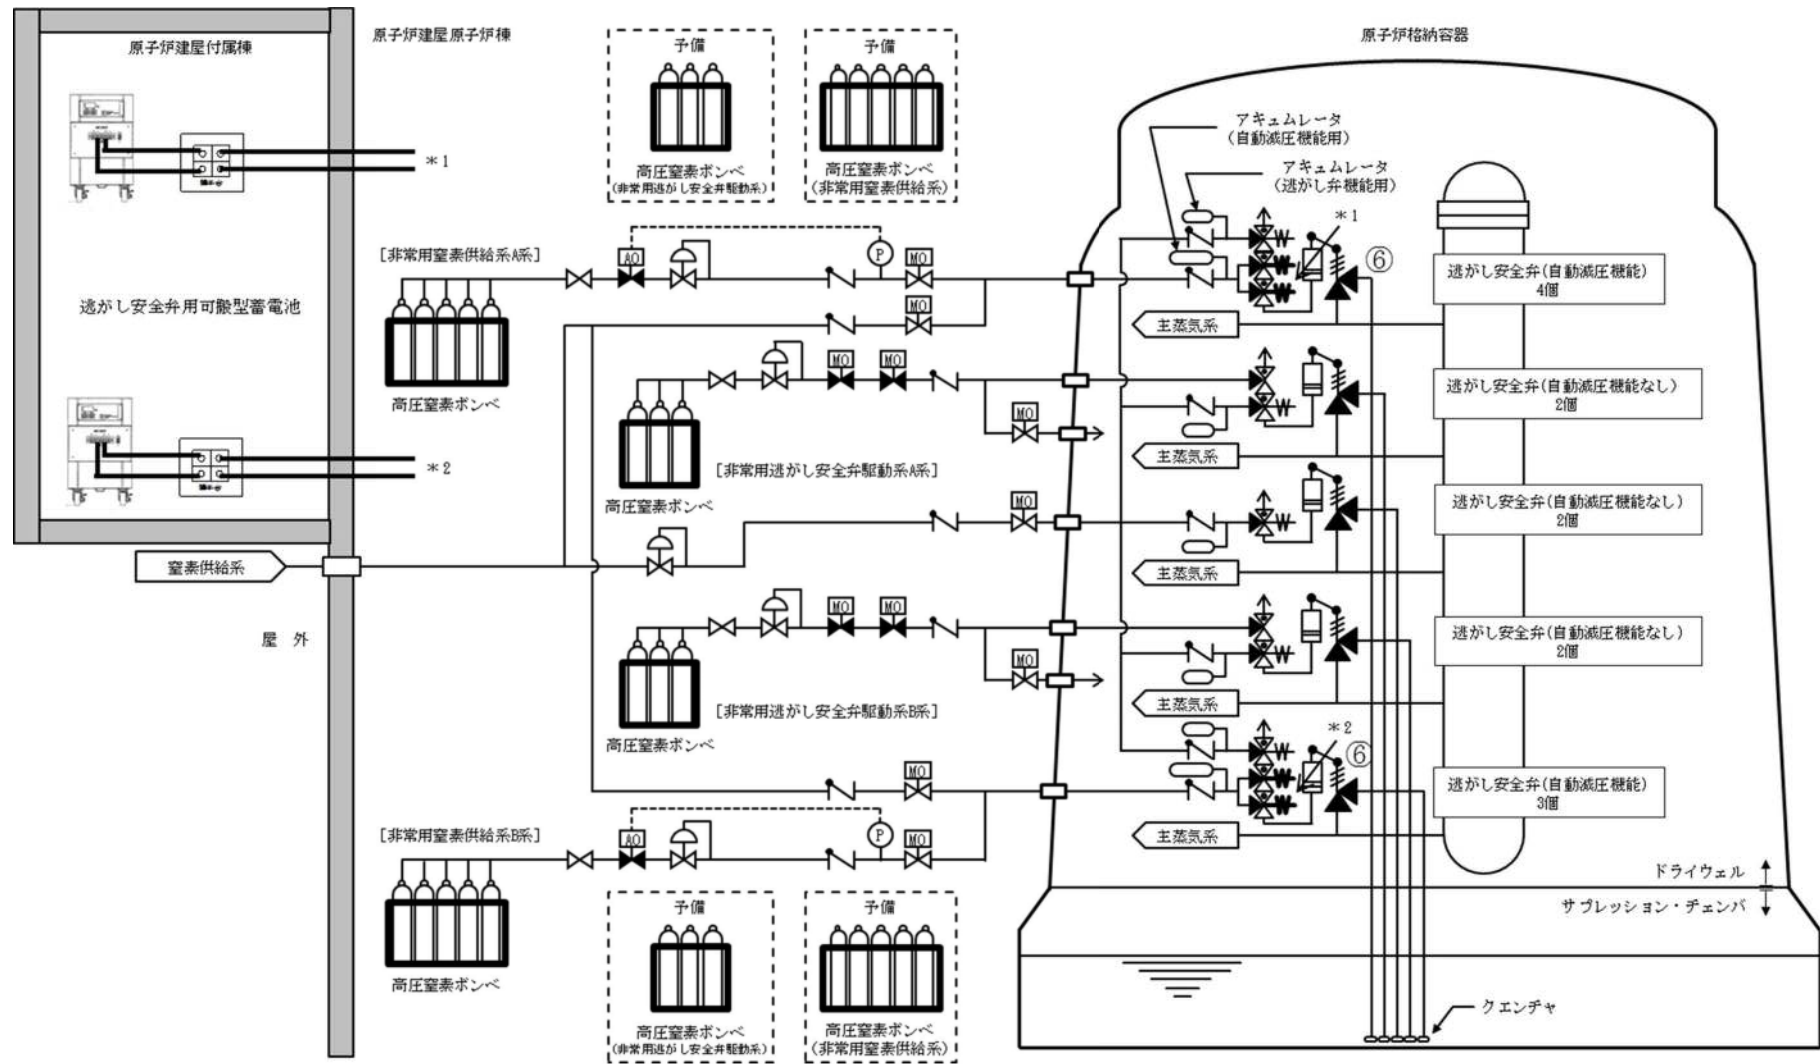 原子炉建屋付属棟
*1
逃がし安全弁用可搬型蓄電池
*2
原子炉建屋原子炉棟
窒素供給系
屋 外
予備
高圧窒素ボンベ
(非常用逃がし安全弁駆動系)
予備
高圧窒素ボンベ
(非常用窒素供給系)
[非常用窒素供給系A系]
AO
P
MO
高圧窒素ボンベ
MO
MO
MO
MO
[非常用逃がし安全弁駆動系A系]
高圧窒素ボンベ
MO
MO
MO
MO
[非常用逃がし安全弁駆動系B系]
高圧窒素ボンベ
MO
[非常用窒素供給系B系]
AO
P
MO
高圧窒素ボンベ
予備
高圧窒素ボンベ
(非常用逃がし安全弁駆動系)
予備
高圧窒素ボンベ
(非常用窒素供給系)
原子炉格納容器
アキュムレータ
(自動減圧機能用)
アキュムレータ
(逃がし弁機能用)
*1
⑥
逃がし安全弁(自動減圧機能)
4個
主蒸気系
逃がし安全弁(自動減圧機能なし)
2個
主蒸気系
逃がし安全弁(自動減圧機能なし)
2個
主蒸気系
逃がし安全弁(自動減圧機能なし)
2個
主蒸気系
*2
⑥
逃がし安全弁(自動減圧機能)
3個
主蒸気系
ドライウェル
サプレッション・チェンバ
クエンチャ